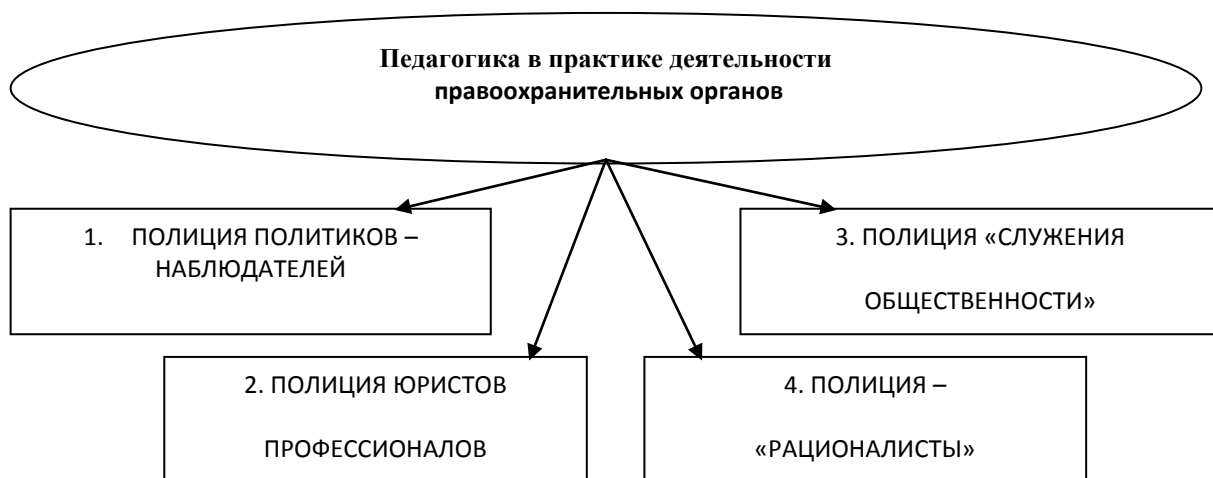 Педагогика в практике деятельности
правоохранительных органов
1. ПОЛИЦИЯ ПОЛИТИКОВ –
НАБЛЮДАТЕЛЕЙ
2. ПОЛИЦИЯ ЮРИСТОВ
ПРОФЕССИОНАЛОВ
3. ПОЛИЦИЯ «СЛУЖЕНИЯ
ОБЩЕСТВЕННОСТИ»
4. ПОЛИЦИЯ –
«РАЦИОНАЛИСТЫ»